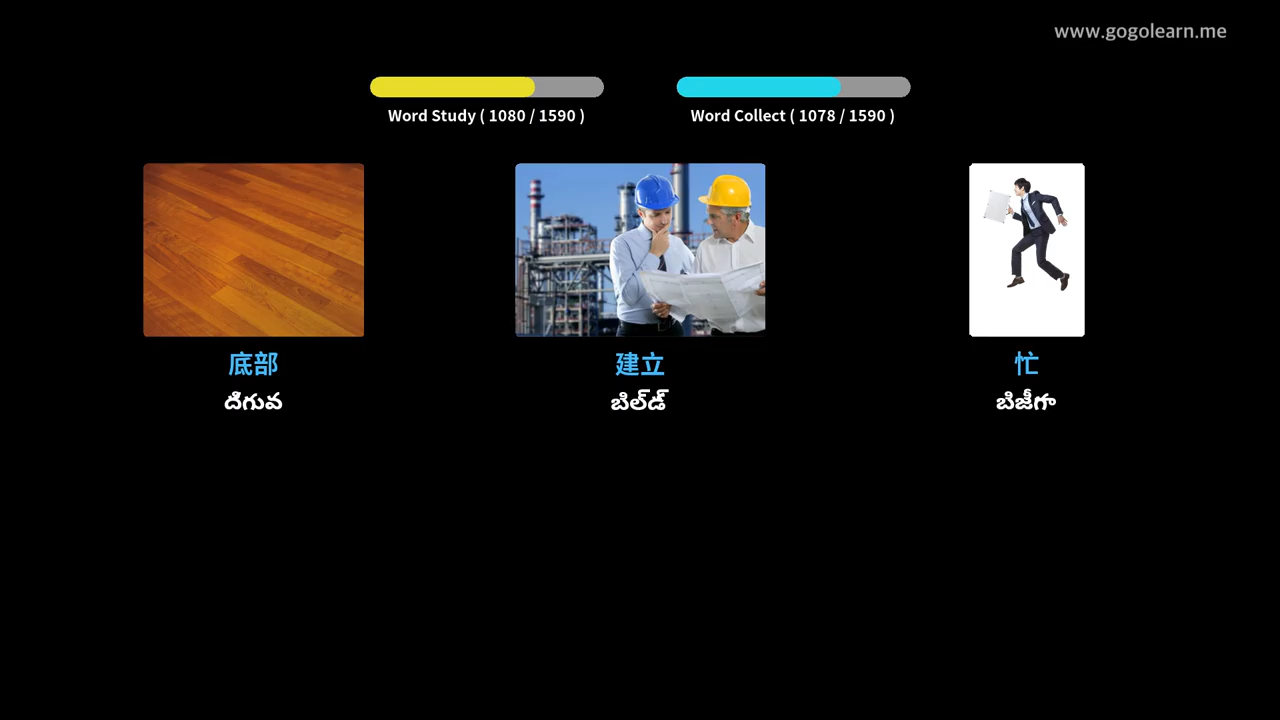 www.gogolearn.me
Word Study ( 1080 / 1590 )
Word Collect ( 1078 / 1590 )
底部
దిగువ
建立
బిల్డ్
忙
బిజీగా